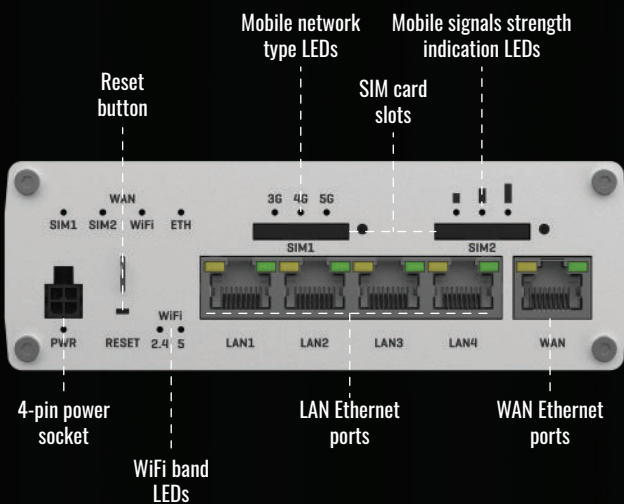 Mobile network
type LEDs
Mobile signals strength
indication LEDs
Reset
button
SIM card
slots
WAN
SIM1 SIM2 WiFi ETH
3G 4G 5G
SIM1
SIM2
WiFi
PWR RESET 2.4 5 LAN1 LAN2 LAN3 LAN4 WAN
4-pin power
socket
LAN Ethernet
ports
WAN Ethernet
ports
WiFi band
LEDs